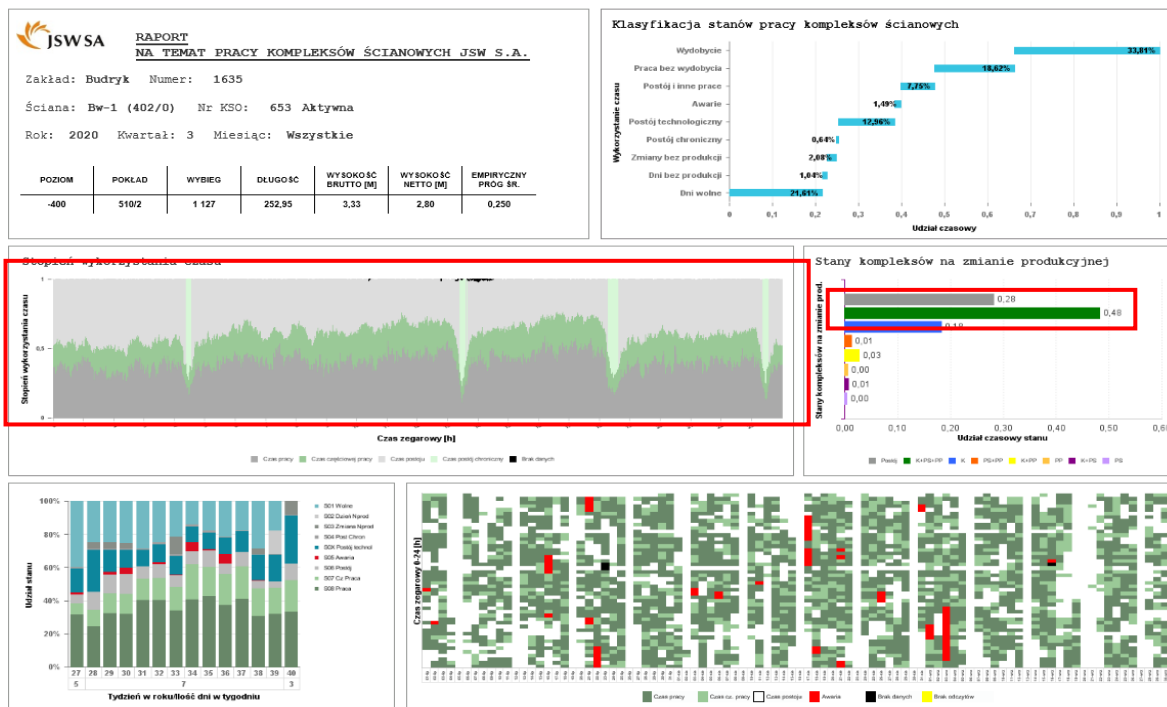 JSW SA
RAPORT
NA TEMAT PRACY KOMPLEKSÓW ŚCIANOWYCH JSW S.A.
Zakład: Budryk Numer: 1635
Ściana: Bw-1 (402/0) Nr KSO: 653 Aktywna
Rok: 2020 Kwartał: 3 Miesiąc: Wszystkie
POZIOM POKŁAD WYBIEG DŁUGOŚĆ WYSOKOŚĆ BRUTTO [M] WYSOKOŚĆ NETTO [M] EMPIRYCZNY PRÓG ŚR.
-400 510/2 1 127 252,95 3,33 2,80 0,250
Klasyfikacja stanów pracy kompleksów ścianowych
Wykorzystanie czasu
Wydobycie 33,81%
Praca bez wydobycia 18,62%
Postój i inne prace 7,75%
Awarie 1,49%
Postój technologiczny 12,96%
Postój chroniczny 0,64%
Zmiany bez produkcji 2,08%
Dni bez produkcji 1,04%
Dni wolne 21,61%
0 0,1 0,2 0,3 0,4 0,5 0,6 0,7 0,8 0,9 1
Udział czasowy
Stopień wykorzystania czasu
Stopień wykorzystania czasu
1
0,5
0
Czas zegarowy [h]
Czas pracy Czas częściowej pracy Czas postoju Czas postój chroniczny Brak danych
Stany kompleksów na zmianie produkcyjnej
Stany kompleksów na zmianie prod.
0,28
0,48
0,18
0,01
0,03
0,00
0,01
0,00
0,00 0,10 0,20 0,30 0,40 0,50 0,60
Udział czasowy stanu
Postój K+PS+PP K PS+PP K+PP PP K+PS PS
Udział stanu
100%
80%
60%
40%
20%
0%
27 28 29 30 31 32 33 34 35 36 37 38 39 40
5 7 3
Tydzień w roku/Ilość dni w tygodniu
S01 Wolne
S02 Dzień Nprod
S03 Zmiana Nprod
S04 Post Chron
S05 Postój technol
S06 Awaria
S06 Postój
S07 Cz Praca
S08 Praca
Czas zegarowy 0-24 [h]
Czas pracy Czas cz. pracy Czas postoju Awaria Brak danych Brak odczytów